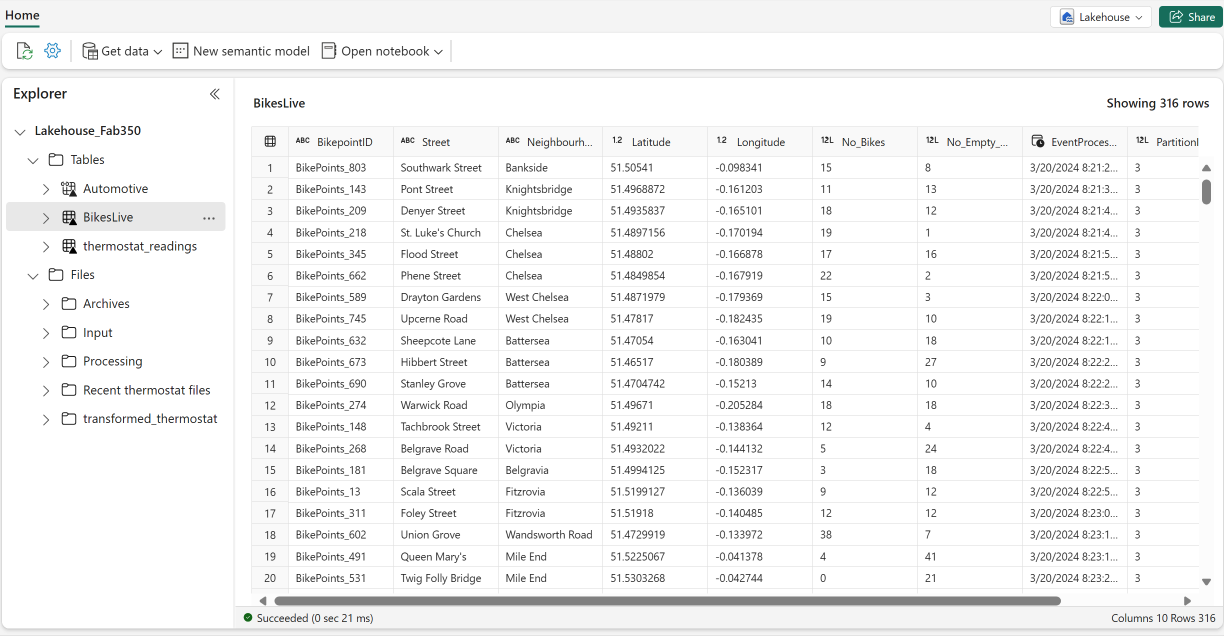 Home
Lakehouse
Share
Get data
New semantic model
Open notebook
Explorer
Lakehouse_Fab350
Tables
Automotive
BikesLive
...
thermostat_readings
Files
Archives
Input
Processing
Recent thermostat files
transformed_thermostat
BikesLive
Showing 316 rows
ABC BikepointID ABC Street ABC Neighbourh... 1.2 Latitude 1.2 Longitude 12L No_Bikes 12L No_Empty_... EventProces... 12L PartitionI
1 BikePoints_803 Southwark Street Bankside 51.50541 -0.098341 15 8 3/20/2024 8:21:2... 3
2 BikePoints_143 Pont Street Knightsbridge 51.4968872 -0.161203 11 13 3/20/2024 8:21:3... 3
3 BikePoints_209 Denyer Street Knightsbridge 51.4935837 -0.165101 18 12 3/20/2024 8:21:4... 3
4 BikePoints_218 St. Luke's Church Chelsea 51.4897156 -0.170194 19 1 3/20/2024 8:21:4... 3
5 BikePoints_345 Flood Street Chelsea 51.48802 -0.166878 17 16 3/20/2024 8:21:5... 3
6 BikePoints_662 Phene Street Chelsea 51.4849854 -0.167919 22 2 3/20/2024 8:21:5... 3
7 BikePoints_589 Drayton Gardens West Chelsea 51.4871979 -0.179369 15 3 3/20/2024 8:22:0... 3
8 BikePoints_745 Upcerne Road West Chelsea 51.47817 -0.182435 19 10 3/20/2024 8:22:1... 3
9 BikePoints_632 Sheepcote Lane Battersea 51.47054 -0.163041 10 18 3/20/2024 8:22:1... 3
10 BikePoints_673 Hibbert Street Battersea 51.46517 -0.180389 9 27 3/20/2024 8:22:2... 3
11 BikePoints_690 Stanley Grove Battersea 51.4704742 -0.15213 14 10 3/20/2024 8:22:2... 3
12 BikePoints_274 Warwick Road Olympia 51.49671 -0.205284 18 18 3/20/2024 8:22:3... 3
13 BikePoints_148 Tachbrook Street Victoria 51.49211 -0.138364 12 4 3/20/2024 8:22:4... 3
14 BikePoints_268 Belgrave Road Victoria 51.4932022 -0.144132 5 24 3/20/2024 8:22:4... 3
15 BikePoints_181 Belgrave Square Belgravia 51.4994125 -0.152317 3 18 3/20/2024 8:22:5... 3
16 BikePoints_13 Scala Street Fitzrovia 51.5199127 -0.136039 9 12 3/20/2024 8:22:5... 3
17 BikePoints_311 Foley Street Fitzrovia 51.51918 -0.140485 12 12 3/20/2024 8:23:0... 3
18 BikePoints_602 Union Grove Wandsworth Road 51.4729919 -0.133972 38 7 3/20/2024 8:23:1... 3
19 BikePoints_491 Queen Mary's Mile End 51.5225067 -0.041378 4 41 3/20/2024 8:23:1... 3
20 BikePoints_531 Twig Folly Bridge Mile End 51.5303268 -0.042744 0 21 3/20/2024 8:23:2... 3
Succeeded (0 sec 21 ms)
Columns 10 Rows 316